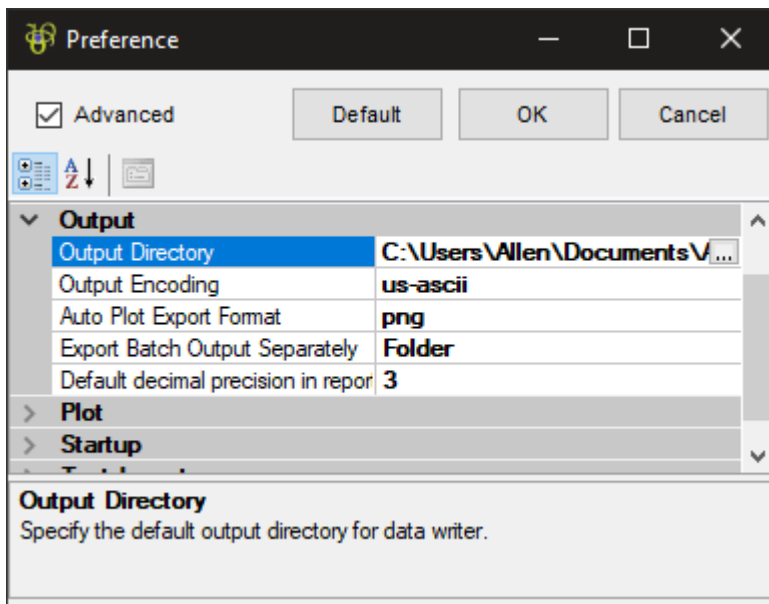 Preference
Advanced Default OK Cancel
Output
Output Directory C:\Users\Allen\Documents\A...
Output Encoding us-ascii
Auto Plot Export Format png
Export Batch Output Separately Folder
Default decimal precision in repor 3
Plot
Startup
Output Directory
Specify the default output directory for data writer.